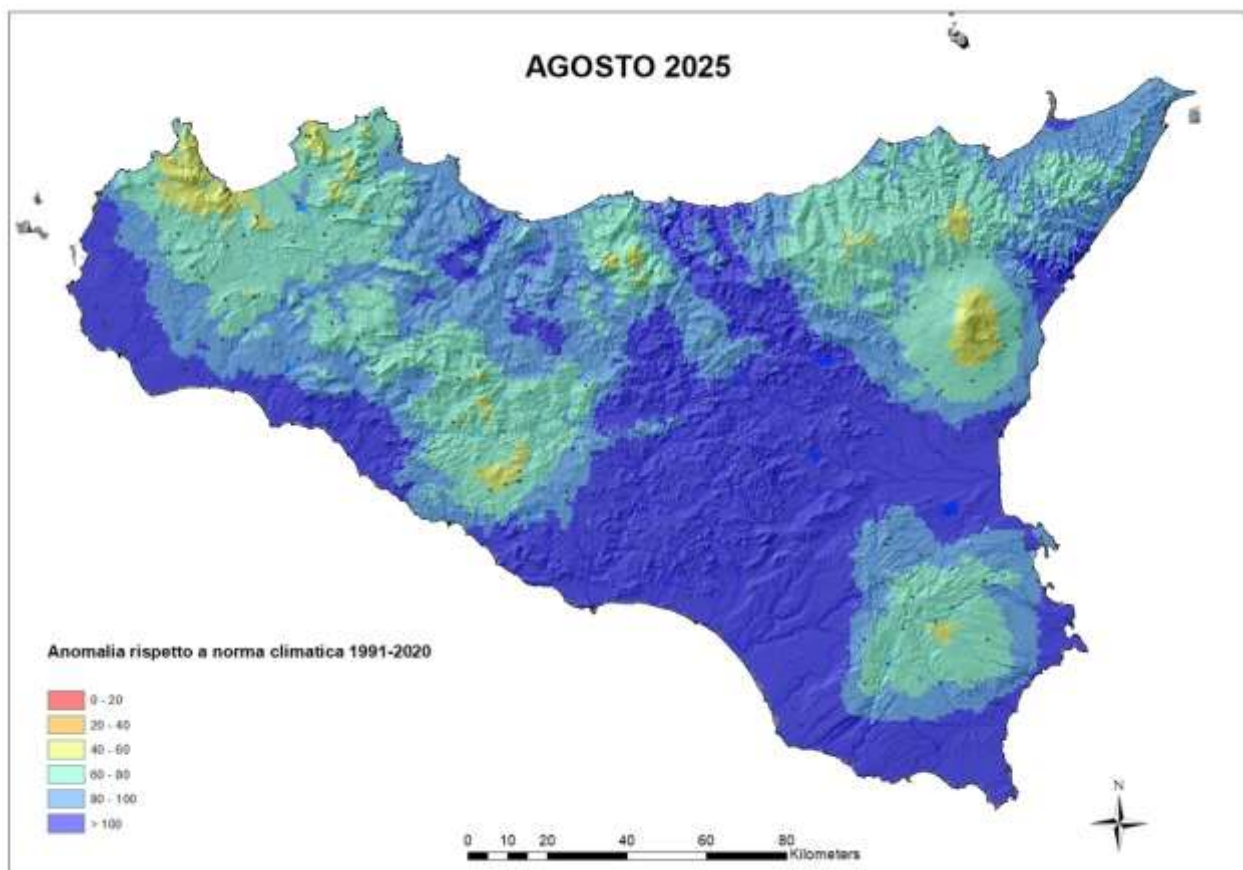 AGOSTO 2025
Anomalia rispetto a norma climatica 1991-2020
0 - 20
20 - 40
40 - 60
60 - 80
80 - 100
> 100
N
0 10 20 40 60 80
Kilometers